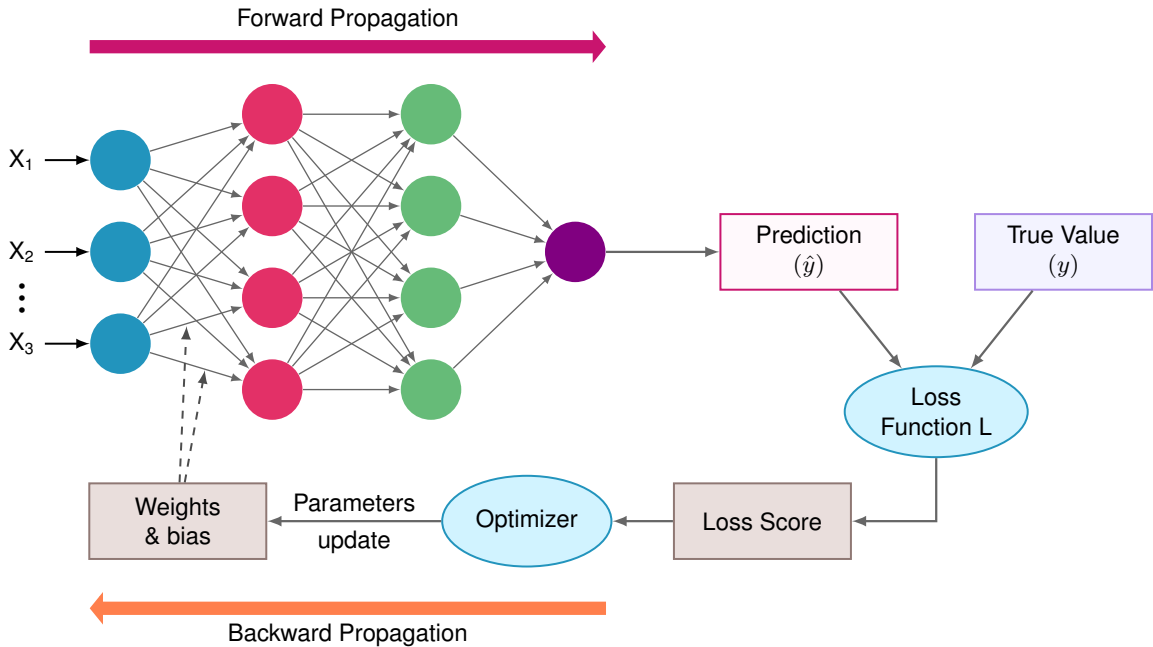 Forward Propagation
X₁
X₂
X₃
Prediction
(ŷ)
True Value
(y)
Loss
Function L
Weights
& bias
Parameters
update
Optimizer
Loss Score
Backward Propagation